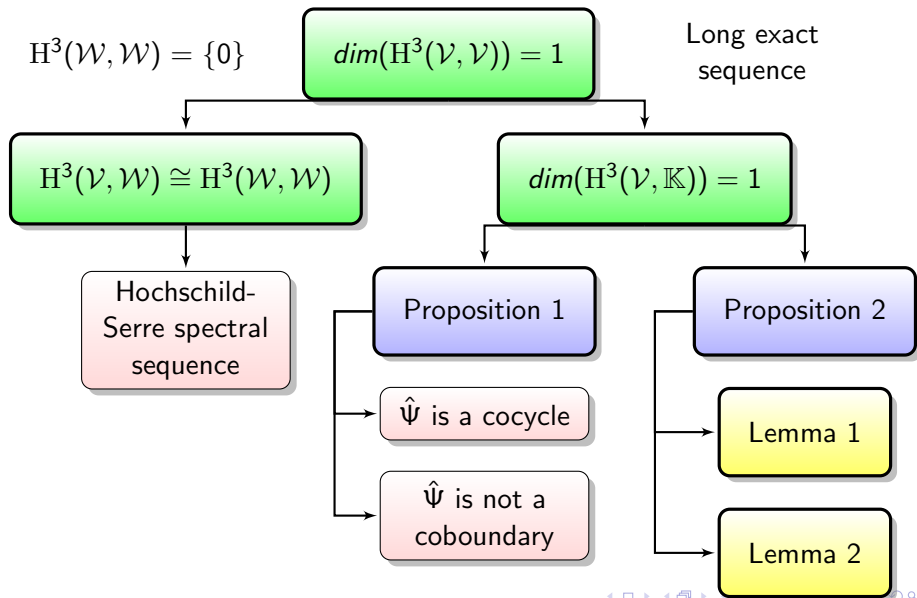 H³(𝒲, 𝒲) = {0}
dim(H³(𝒱, 𝒱)) = 1
Long exact
sequence
H³(𝒱, 𝒲) ≅ H³(𝒲, 𝒲)
dim(H³(𝒱, 𝕂)) = 1
Hochschild-
Serre spectral
sequence
Proposition 1
Proposition 2
Ψ̂ is a cocycle
Lemma 1
Ψ̂ is not a
coboundary
Lemma 2